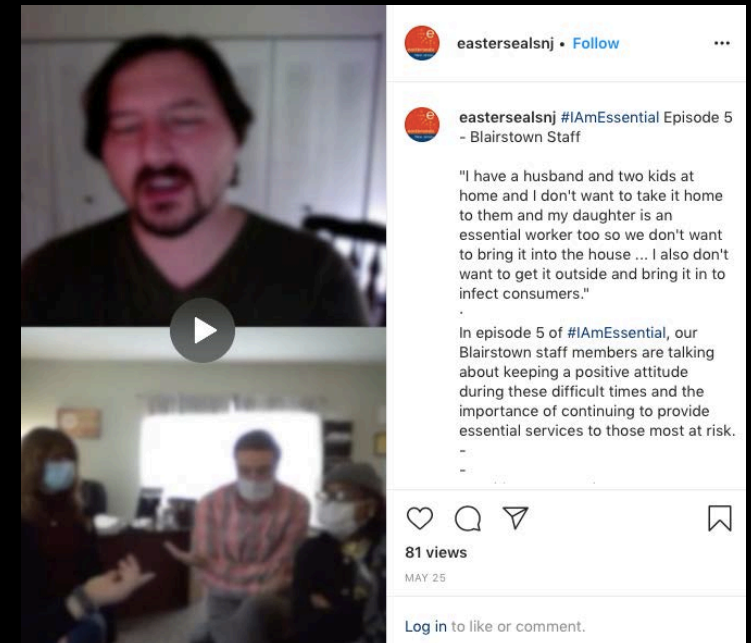 eastersealsnj • Follow
...
eastersealsnj #IAmEssential Episode 5
- Blairstown Staff
"I have a husband and two kids at
home and I don't want to take it home
to them and my daughter is an
essential worker too so we don't want
to bring it into the house ... I also don't
want to get it outside and bring it in to
infect consumers."
.
In episode 5 of #IAmEssential, our
Blairstown staff members are talking
about keeping a positive attitude
during these difficult times and the
importance of continuing to provide
essential services to those most at risk.
-
-
81 views
MAY 25
Log in to like or comment.